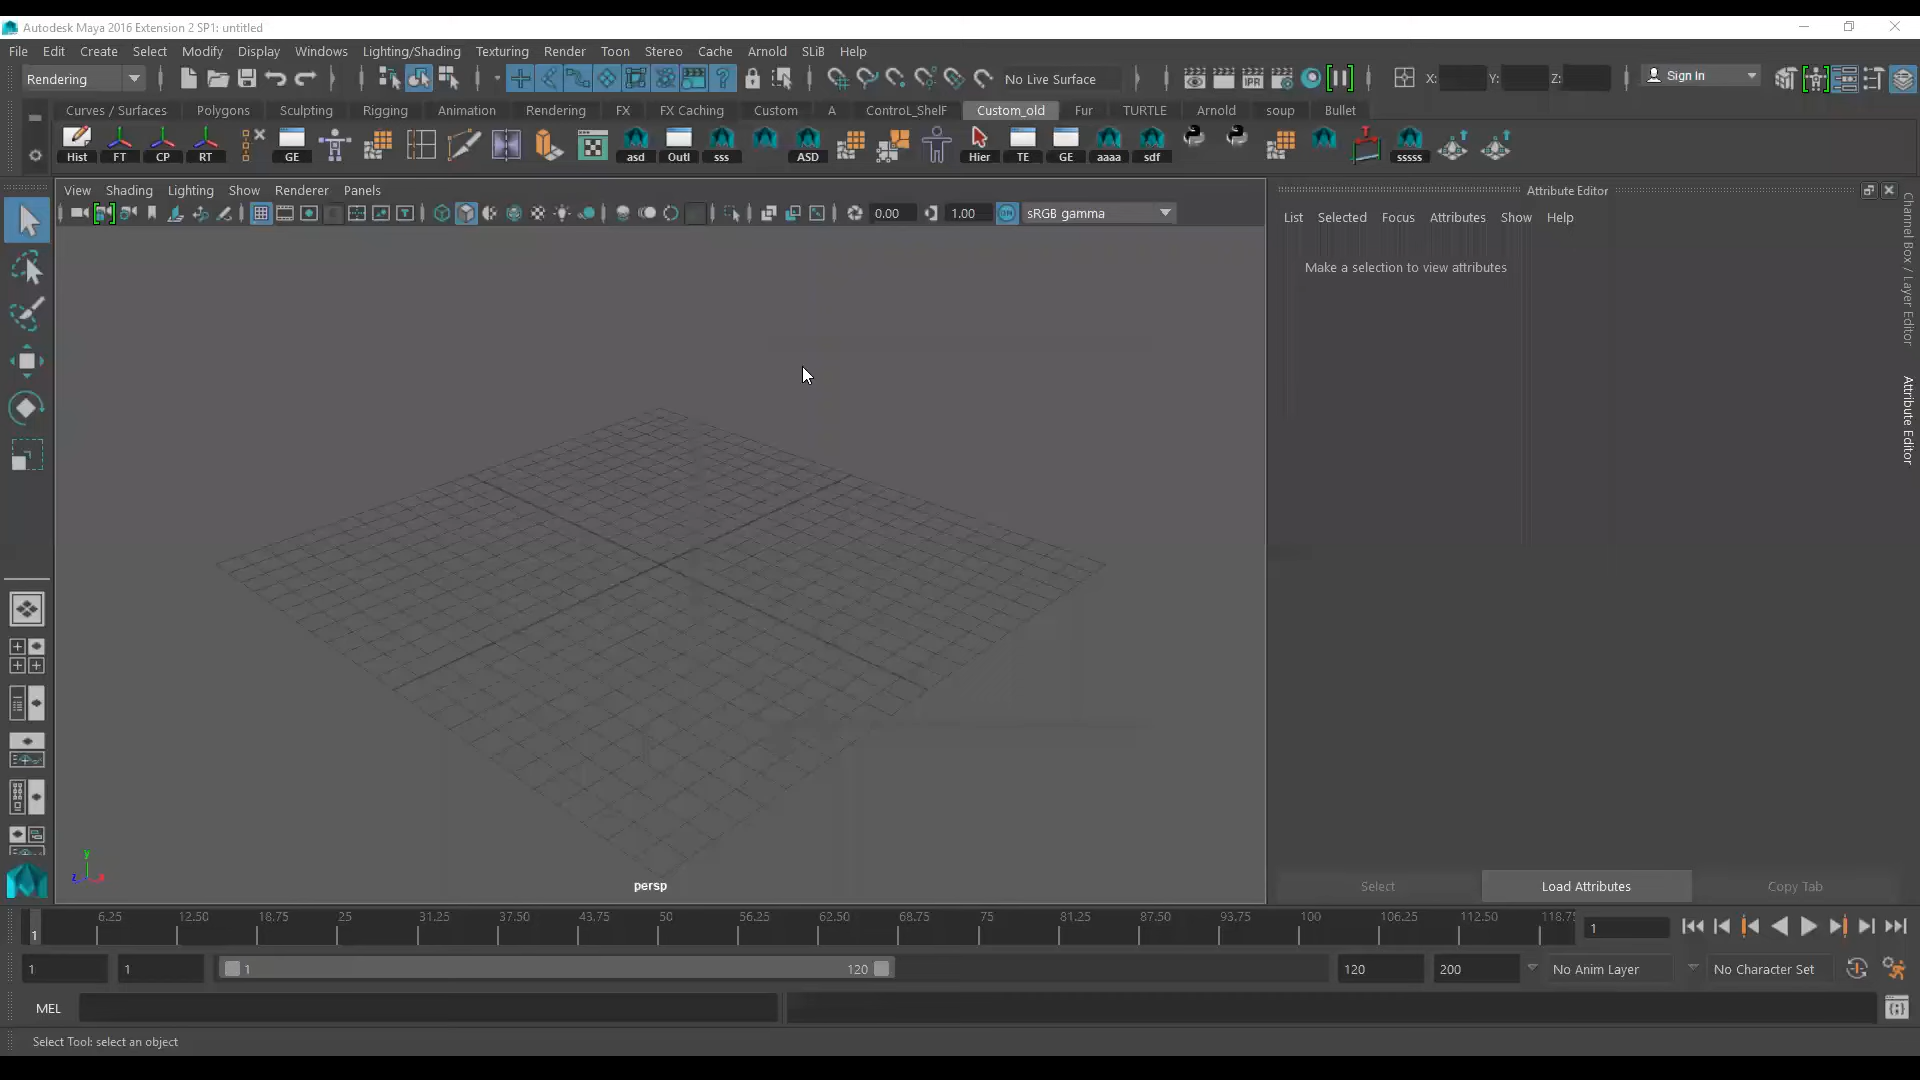 Autodesk Maya 2016 Extension 2 SP1: untitled
File Edit Create Select Modify Display Windows Lighting/Shading Texturing Render Toon Stereo Cache Arnold SLiB Help
Rendering No Live Surface X: Y: Z: Sign In
Curves / Surfaces Polygons Sculpting Rigging Animation Rendering FX FX Caching Custom A ControL_ShelF Custom_old Fur TURTLE Arnold soup Bullet
Hist FT CP RT GE asd Outl sss ASD Hier TE GE aaaa sdf sssss
View Shading Lighting Show Renderer Panels
0.00 1.00 sRGB gamma
persp
Attribute Editor
List Selected Focus Attributes Show Help
Make a selection to view attributes
Select Load Attributes Copy Tab
Channel Box / Layer Editor
Attribute Editor
y
z x
1 6.25 12.50 18.75 25 31.25 37.50 43.75 50 56.25 62.50 68.75 75 81.25 87.50 93.75 100 106.25 112.50 118.75 1
1 1 1 120 120 200 No Anim Layer No Character Set
MEL
Select Tool: select an object